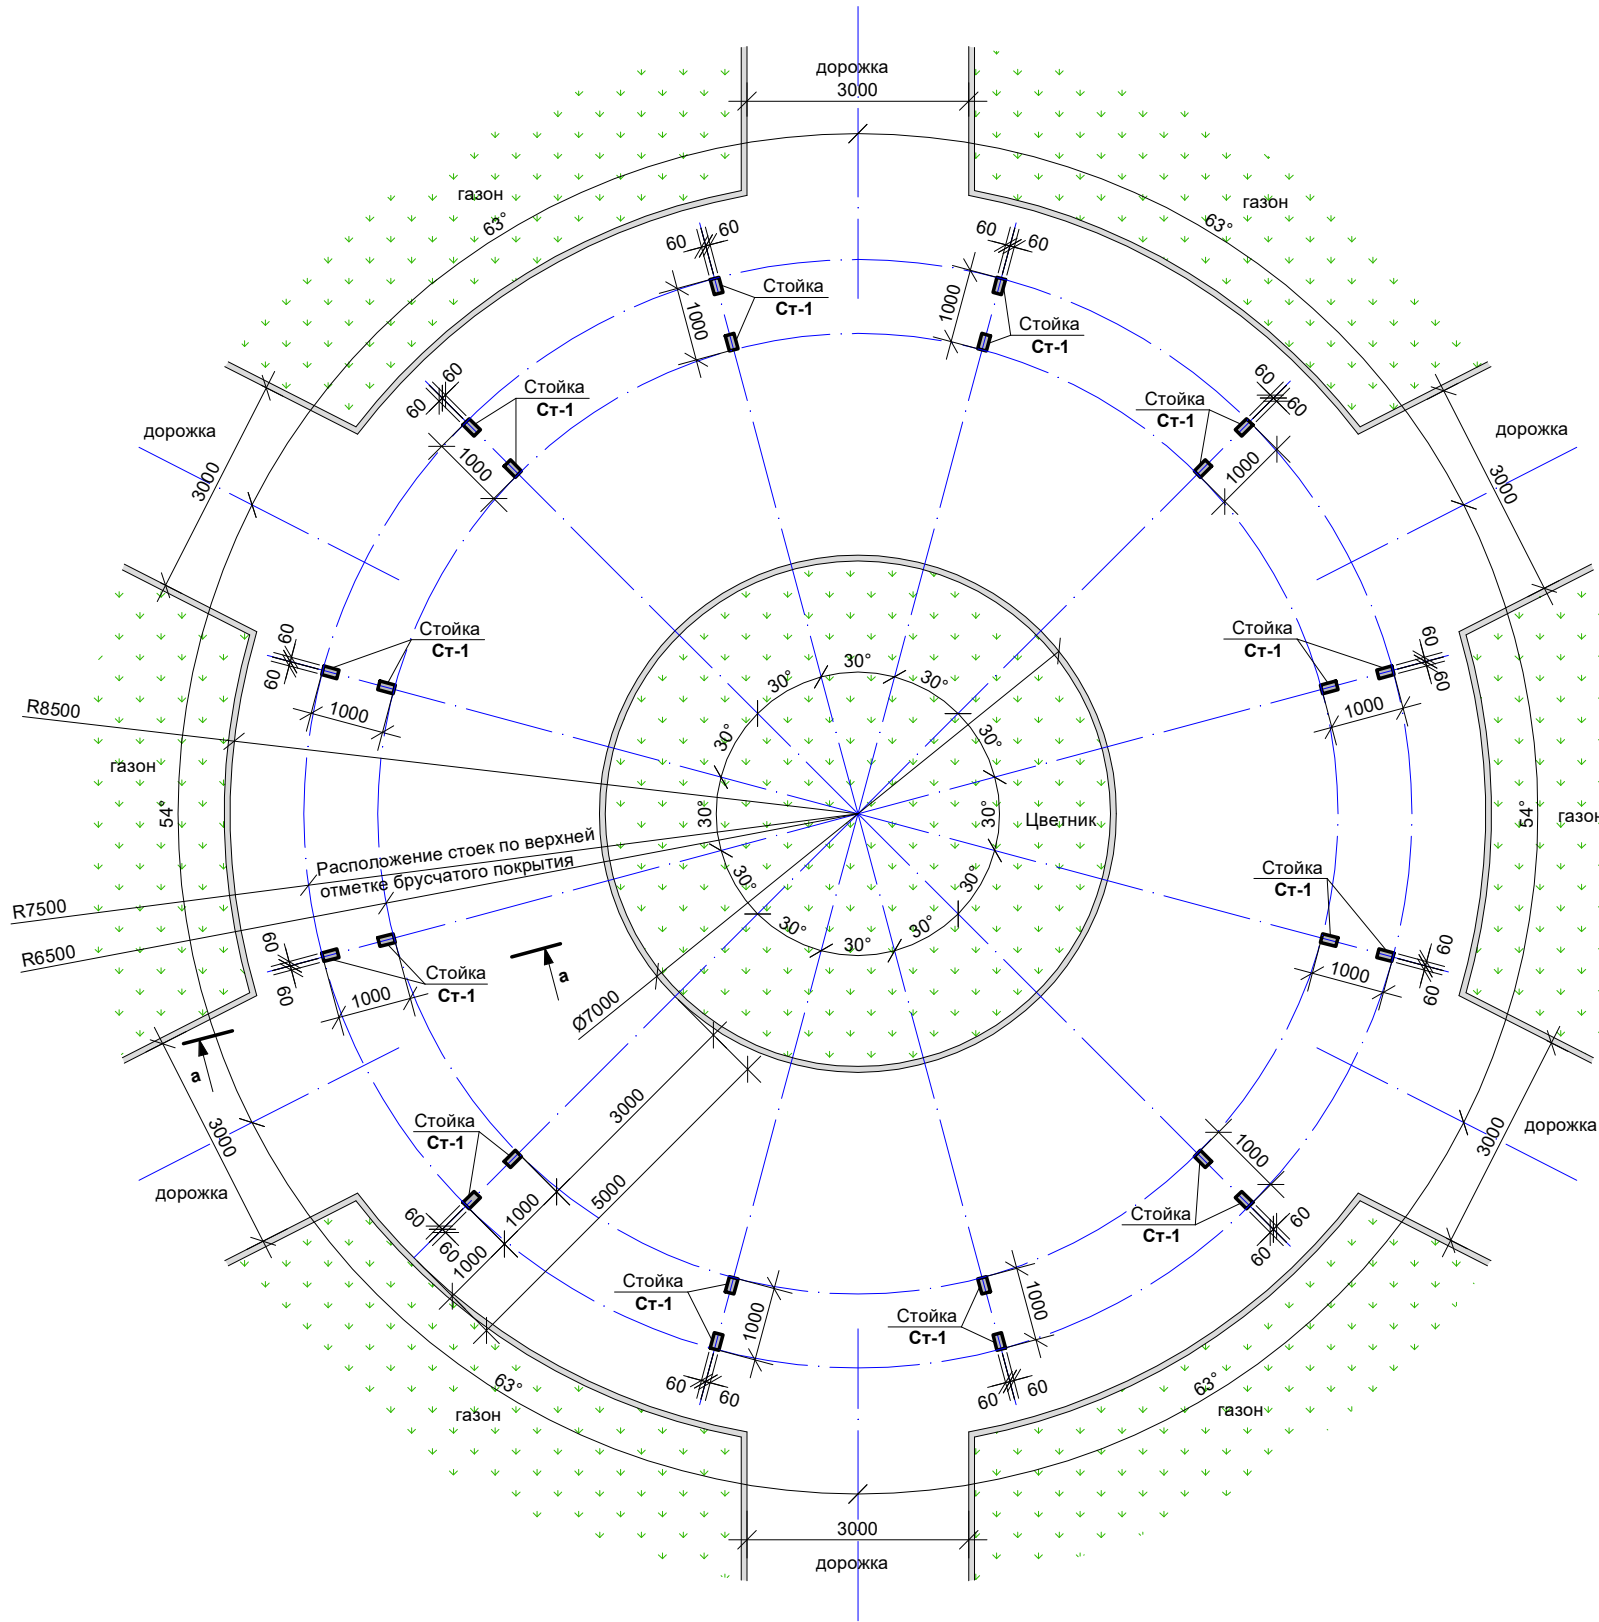 дорожка
3000
газон
63°
63°
газон
60
60
60
60
Стойка
Ст-1
1000
1000
Стойка
Ст-1
60
60
Стойка
Ст-1
1000
60
60
Стойка
Ст-1
1000
дорожка
3000
дорожка
3000
60
60
Стойка
Ст-1
1000
Стойка
Ст-1
60
60
1000
R8500
газон
54°
R7500
R6500
Расположение стоек по верхней
отметке брусчатого покрытия
30°
30°
30°
30°
30°
30°
30°
30°
30°
30°
30°
30°
Цветник
54°
газон
Стойка
Ст-1
60
60
1000
60
60
Стойка
Ст-1
1000
а
а
Ø7000
3000
дорожка
3000
дорожка
Стойка
Ст-1
60
60
3000
1000
1000
5000
1000
Стойка
Ст-1
60
60
Стойка
Ст-1
1000
60
60
Стойка
Ст-1
1000
60
60
63°
газон
63°
газон
3000
дорожка